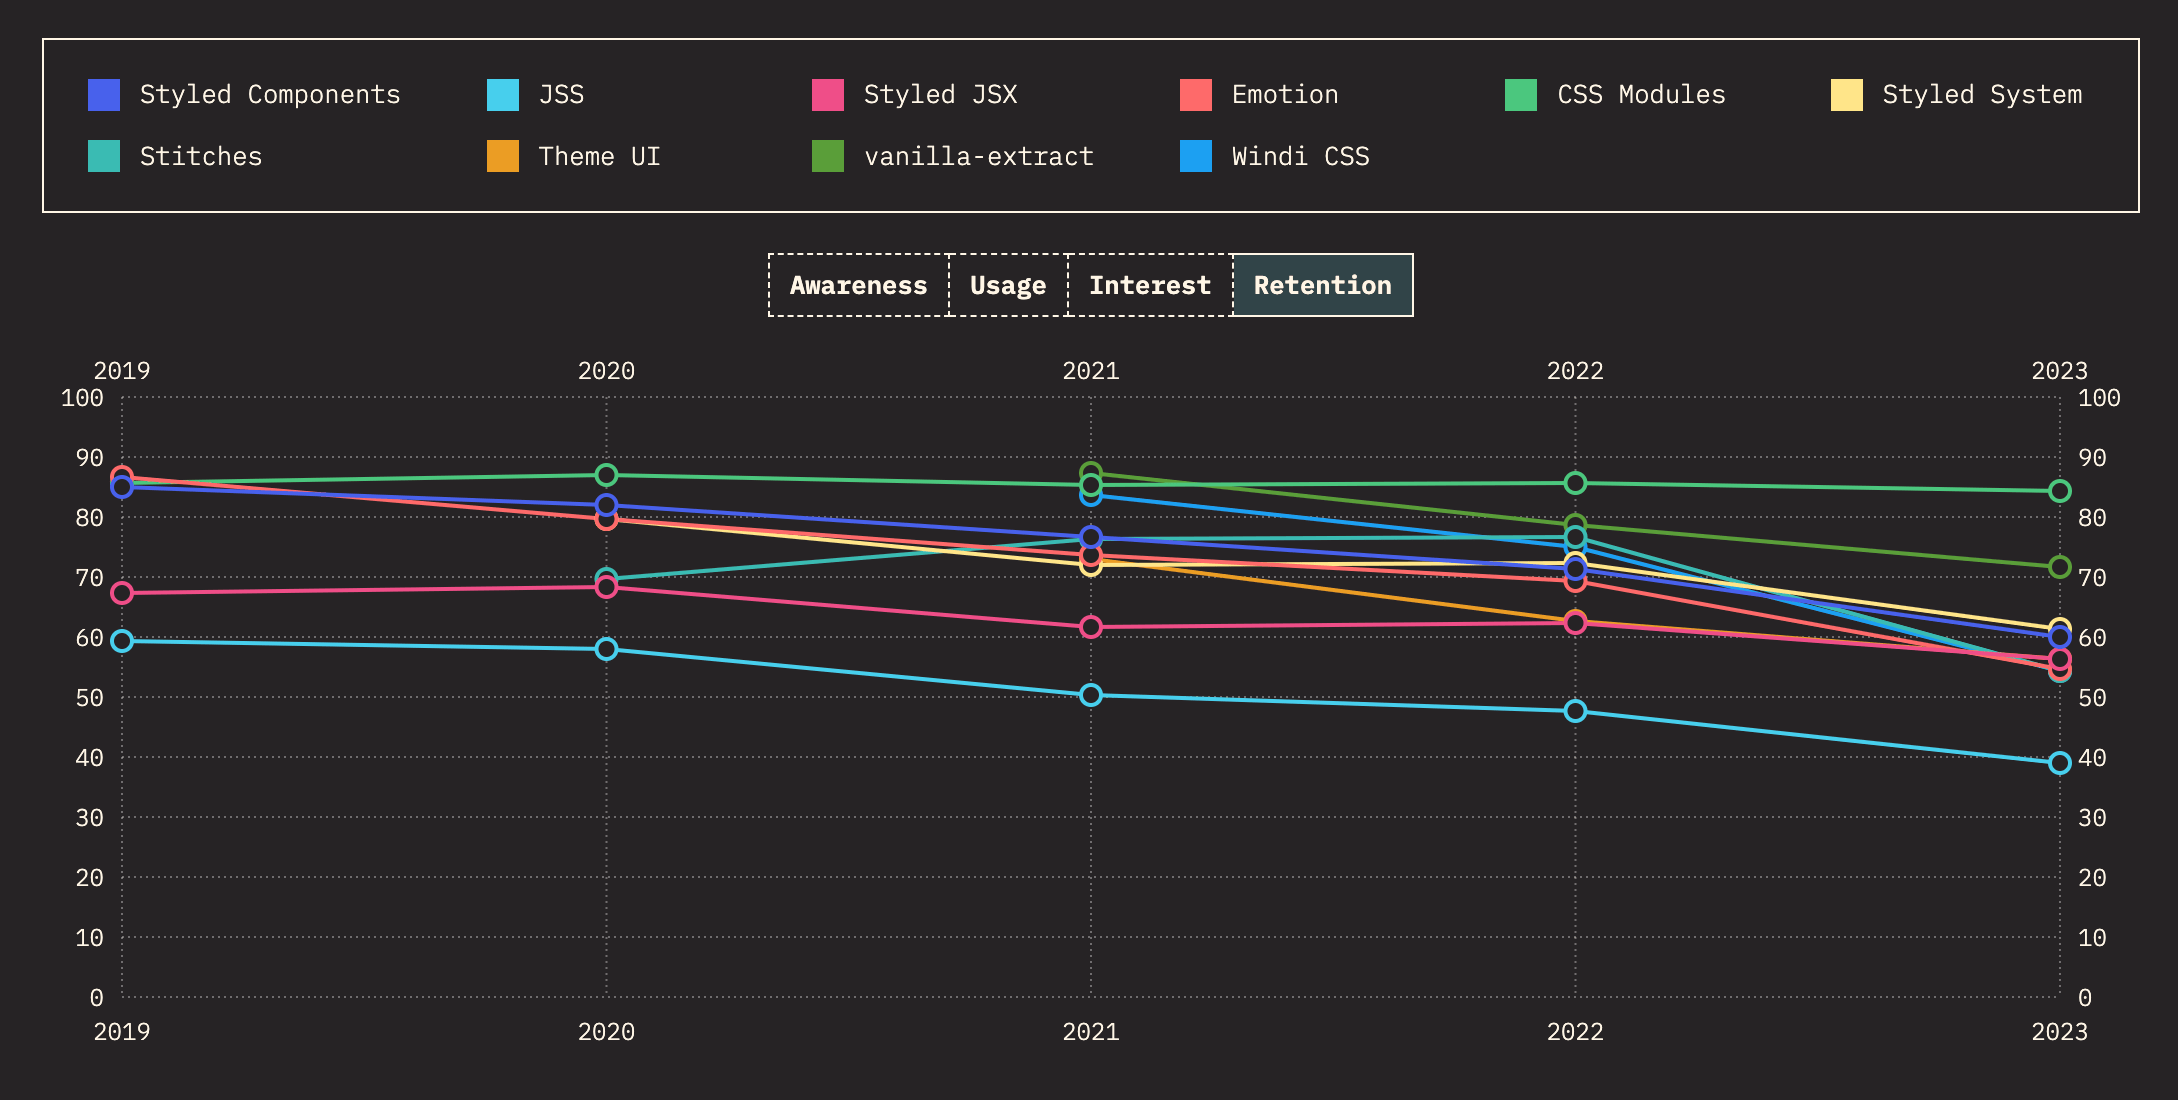 Styled Components JSS Styled JSX Emotion CSS Modules Styled System
Stitches Theme UI vanilla-extract Windi CSS
Awareness Usage Interest Retention
2019 2020 2021 2022 2023
100 100
90 90
80 80
70 70
60 60
50 50
40 40
30 30
20 20
10 10
0 0
2019 2020 2021 2022 2023